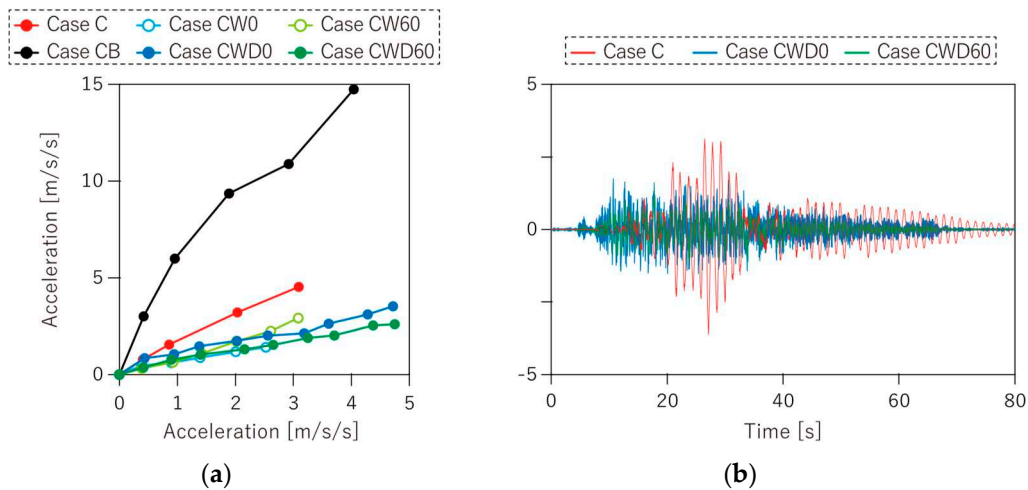 Case C Case CW0 Case CW60
Case CB Case CWD0 Case CWD60
15
10
5
0
0 1 2 3 4 5
Acceleration [m/s/s]
Acceleration [m/s/s]
(a)
Case C Case CWD0 Case CWD60
5
0
-5
0 20 40 60 80
Time [s]
(b)